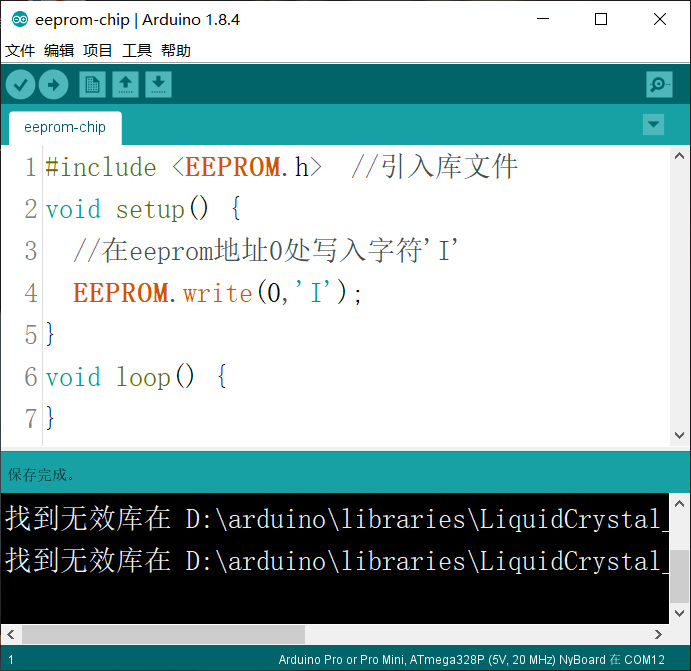 eeprom-chip | Arduino 1.8.4
文件 编辑 项目 工具 帮助
eeprom-chip
1 #include <EEPROM.h>  //引入库文件
2 void setup() {
3   //在eeprom地址0处写入字符'I'
4   EEPROM.write(0,'I');
5 }
6 void loop() {
7 }
保存完成。
找到无效库在 D:\arduino\libraries\LiquidCrystal_
找到无效库在 D:\arduino\libraries\LiquidCrystal_
1 Arduino Pro or Pro Mini, ATmega328P (5V, 20 MHz) NyBoard 在 COM12